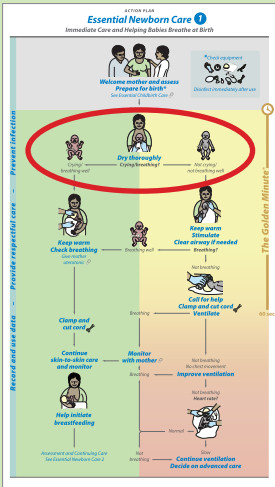 ACTION PLAN
Essential Newborn Care 1
Immediate Care and Helping Babies Breathe at Birth
*Check equipment
Disinfect immediately after use
Welcome mother and assess
Prepare for birth*
See Essential Childbirth Care
Dry thoroughly
Crying/breathing?
Crying/
breathing well
Not crying/
not breathing well
Keep warm
Check breathing
Give mother
uterotonic
Breathing well
Keep warm
Stimulate
Clear airway if needed
Breathing?
Not breathing
Call for help
Clamp and cut cord
Ventilate
Breathing
Clamp and
cut cord
60 sec
Continue
skin-to-skin care
and monitor
Monitor
with mother
Not breathing
No chest movement
Breathing
Improve ventilation
Not breathing
Heart rate?
Help initiate
breastfeeding
Normal
Slow
Assessment and Continuing Care
See Essential Newborn Care 2
Not
breathing
Continue ventilation
Decide on advanced care
Prevent infection
Provide respectful care
Record and use data
The Golden Minute®